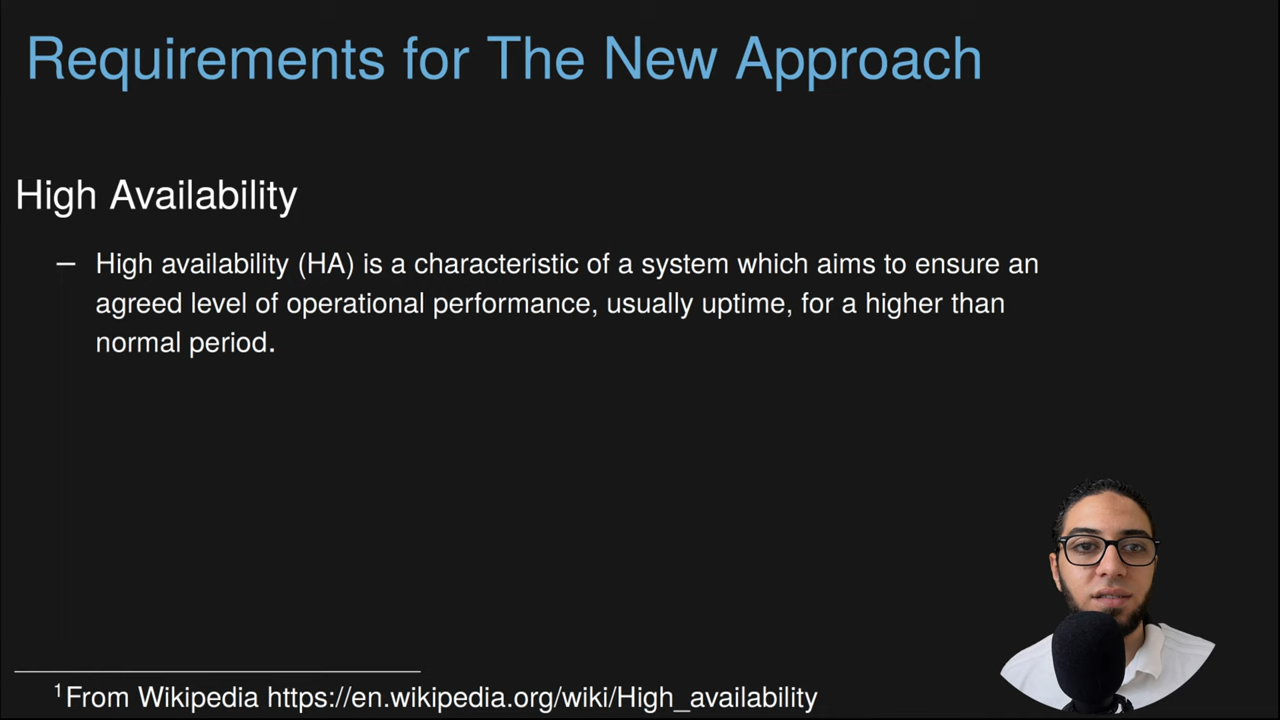 Requirements for The New Approach
High Availability
– High availability (HA) is a characteristic of a system which aims to ensure an
agreed level of operational performance, usually uptime, for a higher than
normal period.
1From Wikipedia https://en.wikipedia.org/wiki/High_availability